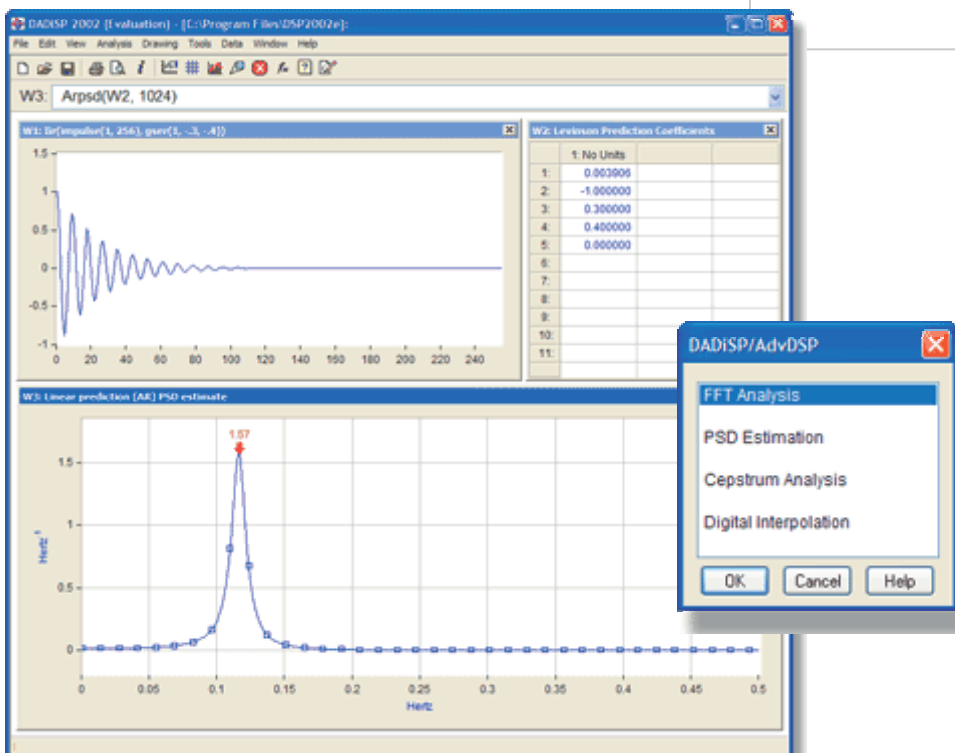 DADiSP 2002 (Evaluation) - [C:\Program Files\DSP2002e]:
File Edit View Analysis Drawing Tools Data Window Help
W3: Arpsd(W2, 1024)
W1: Iir(impulse(1, 256), gser(1, -.3, -.4))
1.5
1
0.5
0
-0.5
-1
0 20 40 60 80 100 120 140 160 180 200 220 240
W2: Levinson Prediction Coefficients
1: No Units
1: 0.003906
2: -1.000000
3: 0.300000
4: 0.400000
5: 0.000000
6:
7:
8:
9:
10:
11:
W3: Linear prediction (AR) PSD estimate
1.57
1.5
1
0.5
0
Hertz
0 0.05 0.1 0.15 0.2 0.25 0.3 0.35 0.4 0.45 0.5
Hertz
DADiSP/AdvDSP
FFT Analysis
PSD Estimation
Cepstrum Analysis
Digital Interpolation
OK Cancel Help